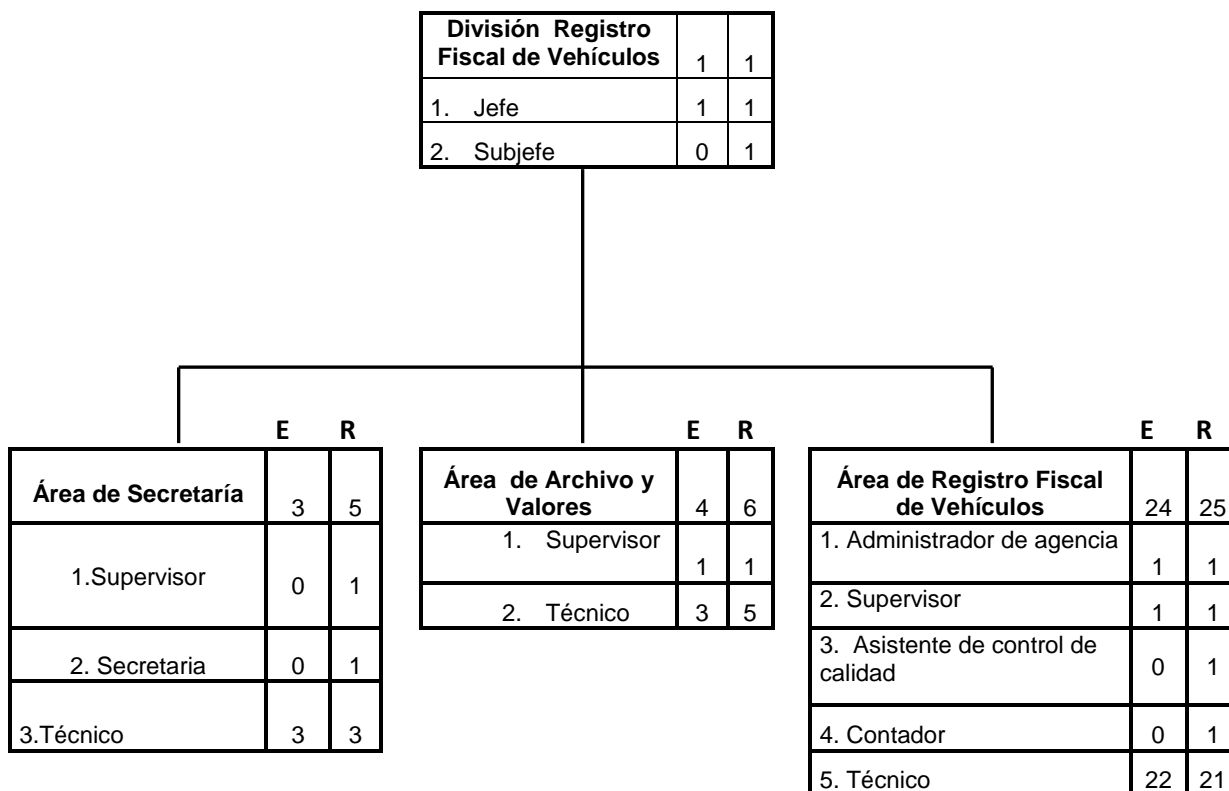 División Registro
Fiscal de Vehículos 1 1
1. Jefe 1 1
2. Subjefe 0 1
E R
Área de Secretaría 3 5
1.Supervisor 0 1
2. Secretaria 0 1
3.Técnico 3 3
E R
Área de Archivo y
Valores 4 6
1. Supervisor
1 1
2. Técnico 3 5
E R
Área de Registro Fiscal
de Vehículos 24 25
1. Administrador de agencia
1 1
2. Supervisor 1 1
3. Asistente de control de
calidad 0 1
4. Contador 0 1
5. Técnico 22 21